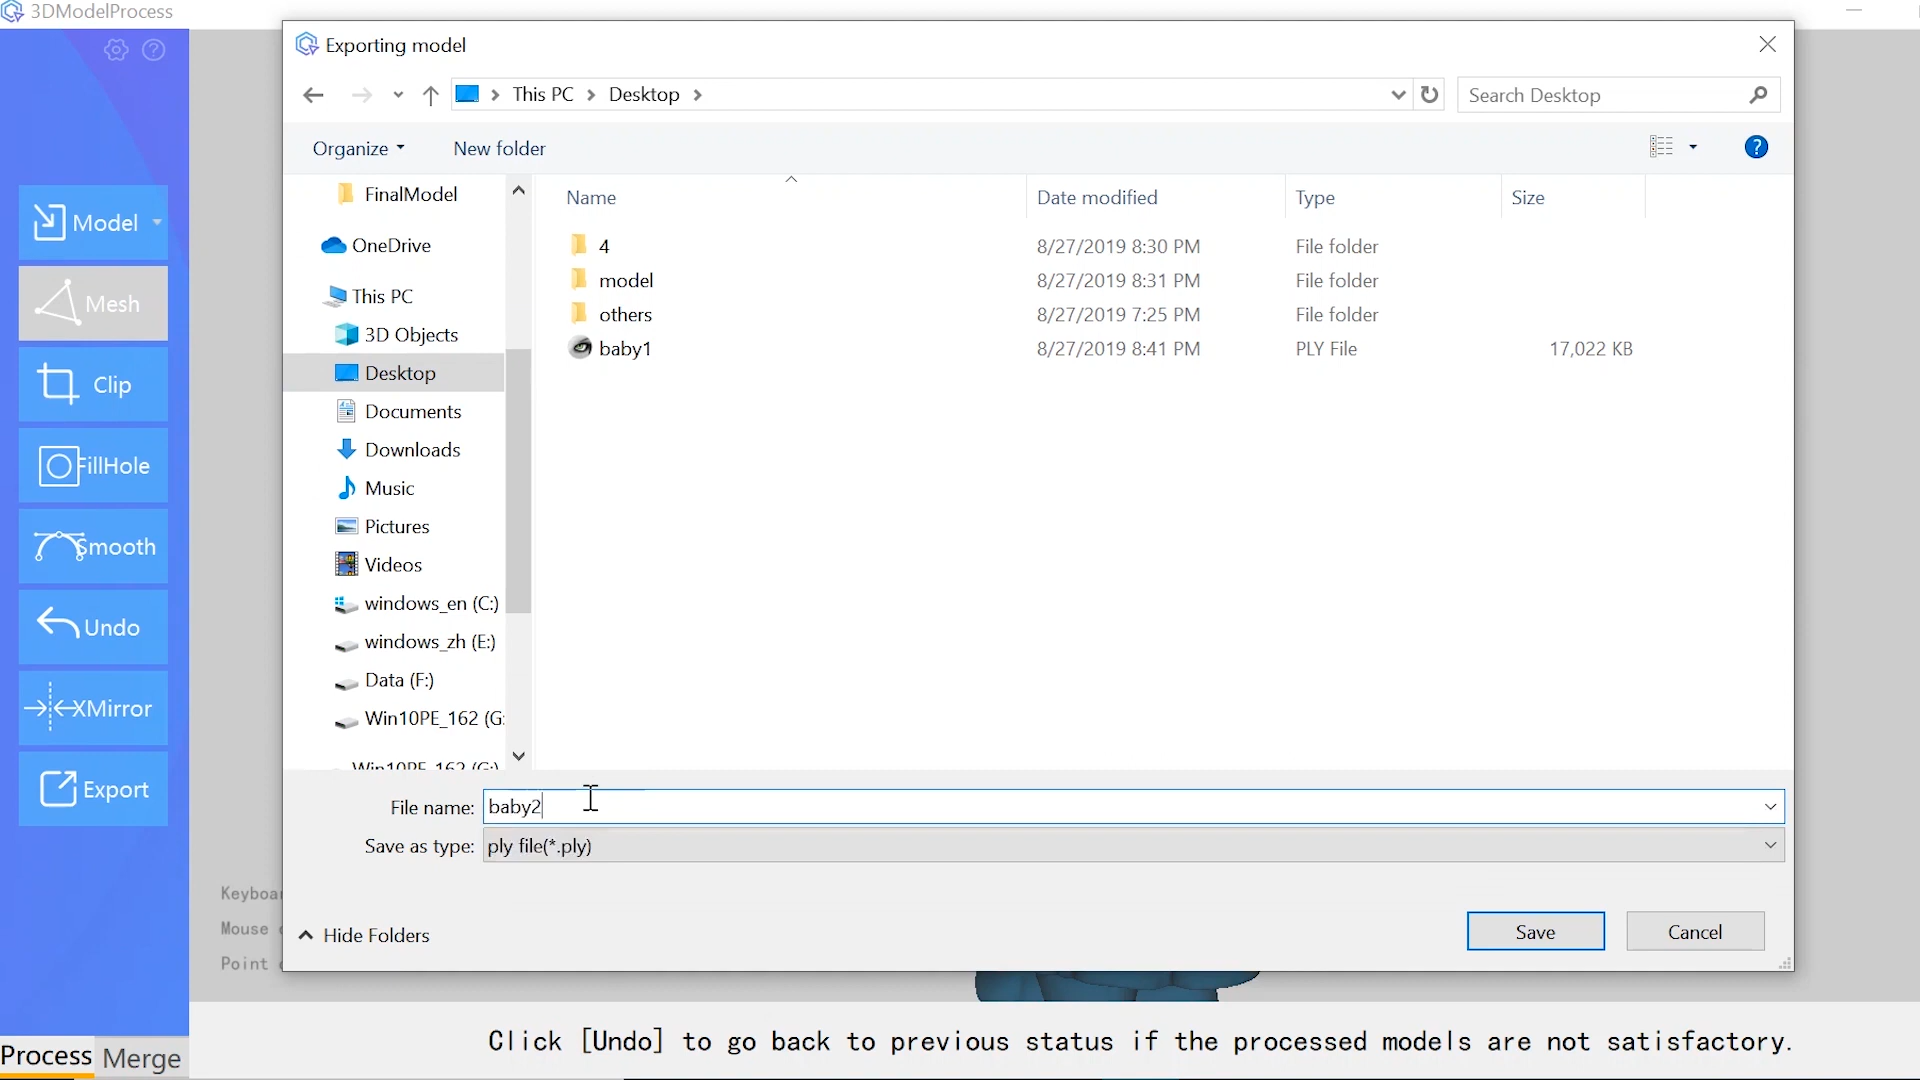 3DModelProcess
Exporting model
This PC
Desktop
Search Desktop
Organize
New folder
FinalModel
OneDrive
This PC
3D Objects
Desktop
Documents
Downloads
Music
Pictures
Videos
windows_en (C:)
windows_zh (E:)
Data (F:)
Win10PE_162 (G:
Win10PE_162 (G:)
Name Date modified Type Size
4 8/27/2019 8:30 PM File folder
model 8/27/2019 8:31 PM File folder
others 8/27/2019 7:25 PM File folder
baby1 8/27/2019 8:41 PM PLY File 17,022 KB
File name: baby2
Save as type: ply file(*.ply)
Hide Folders
Save
Cancel
Model
Mesh
Clip
FillHole
Smooth
Undo
XMirror
Export
Process
Merge
Keyboar
Mouse
Point
Click [Undo] to go back to previous status if the processed models are not satisfactory.